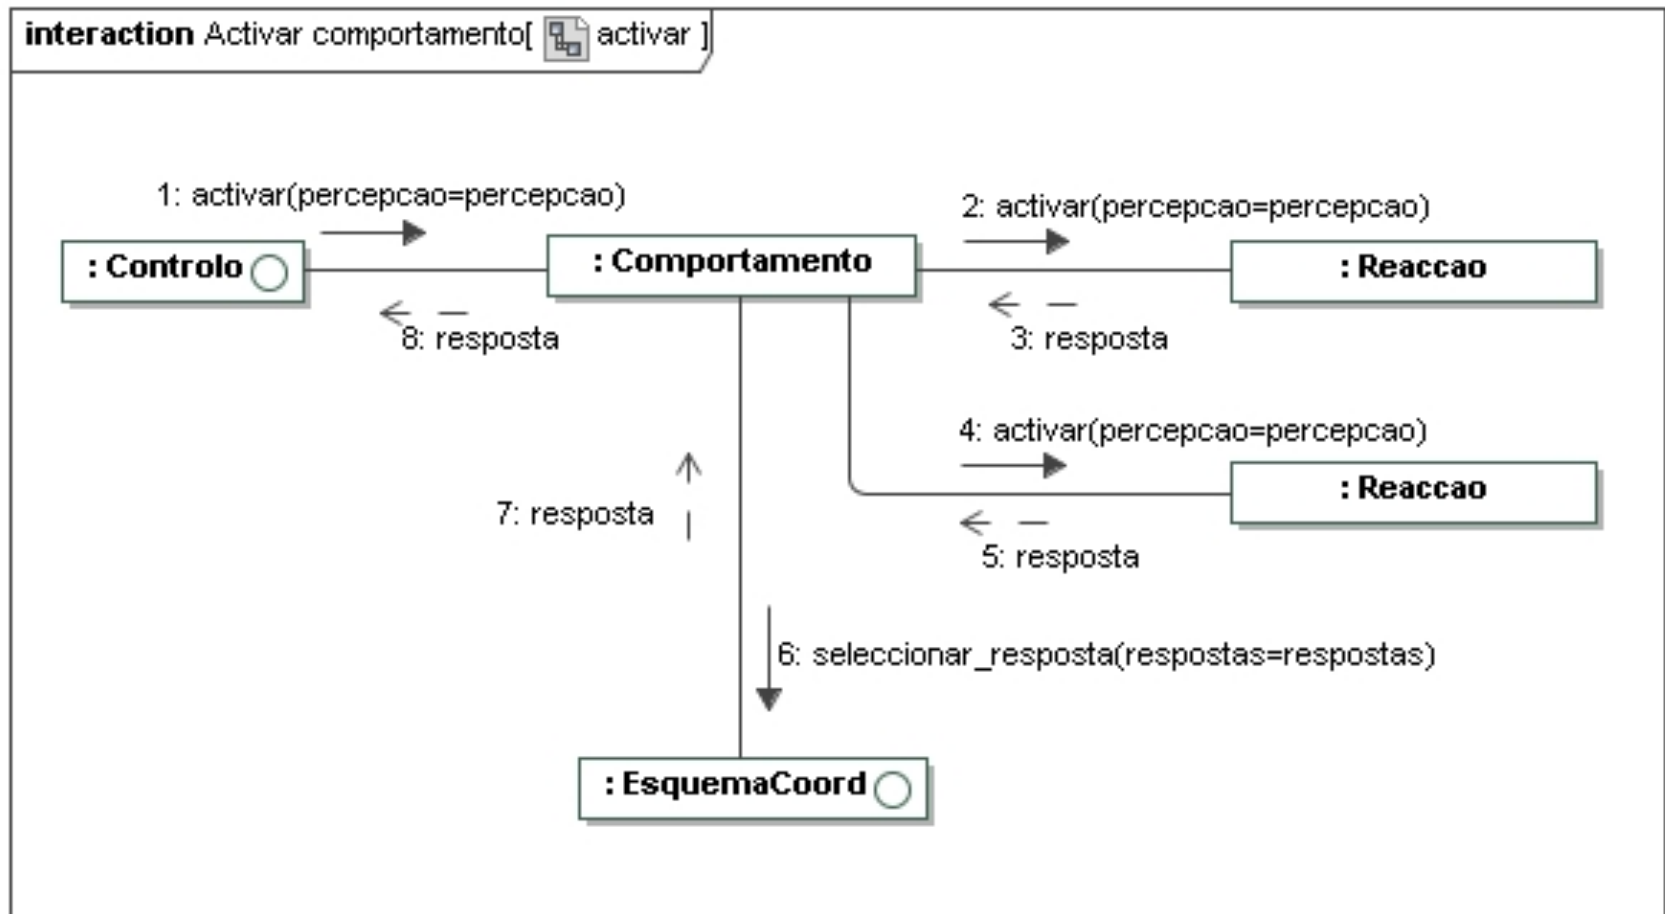 interaction Activar comportamento[ activar ]
1: activar(percepcao=percepcao)
2: activar(percepcao=percepcao)
: Controlo
: Comportamento
: Reaccao
8: resposta
3: resposta
4: activar(percepcao=percepcao)
: Reaccao
7: resposta
5: resposta
6: seleccionar_resposta(respostas=respostas)
: EsquemaCoord